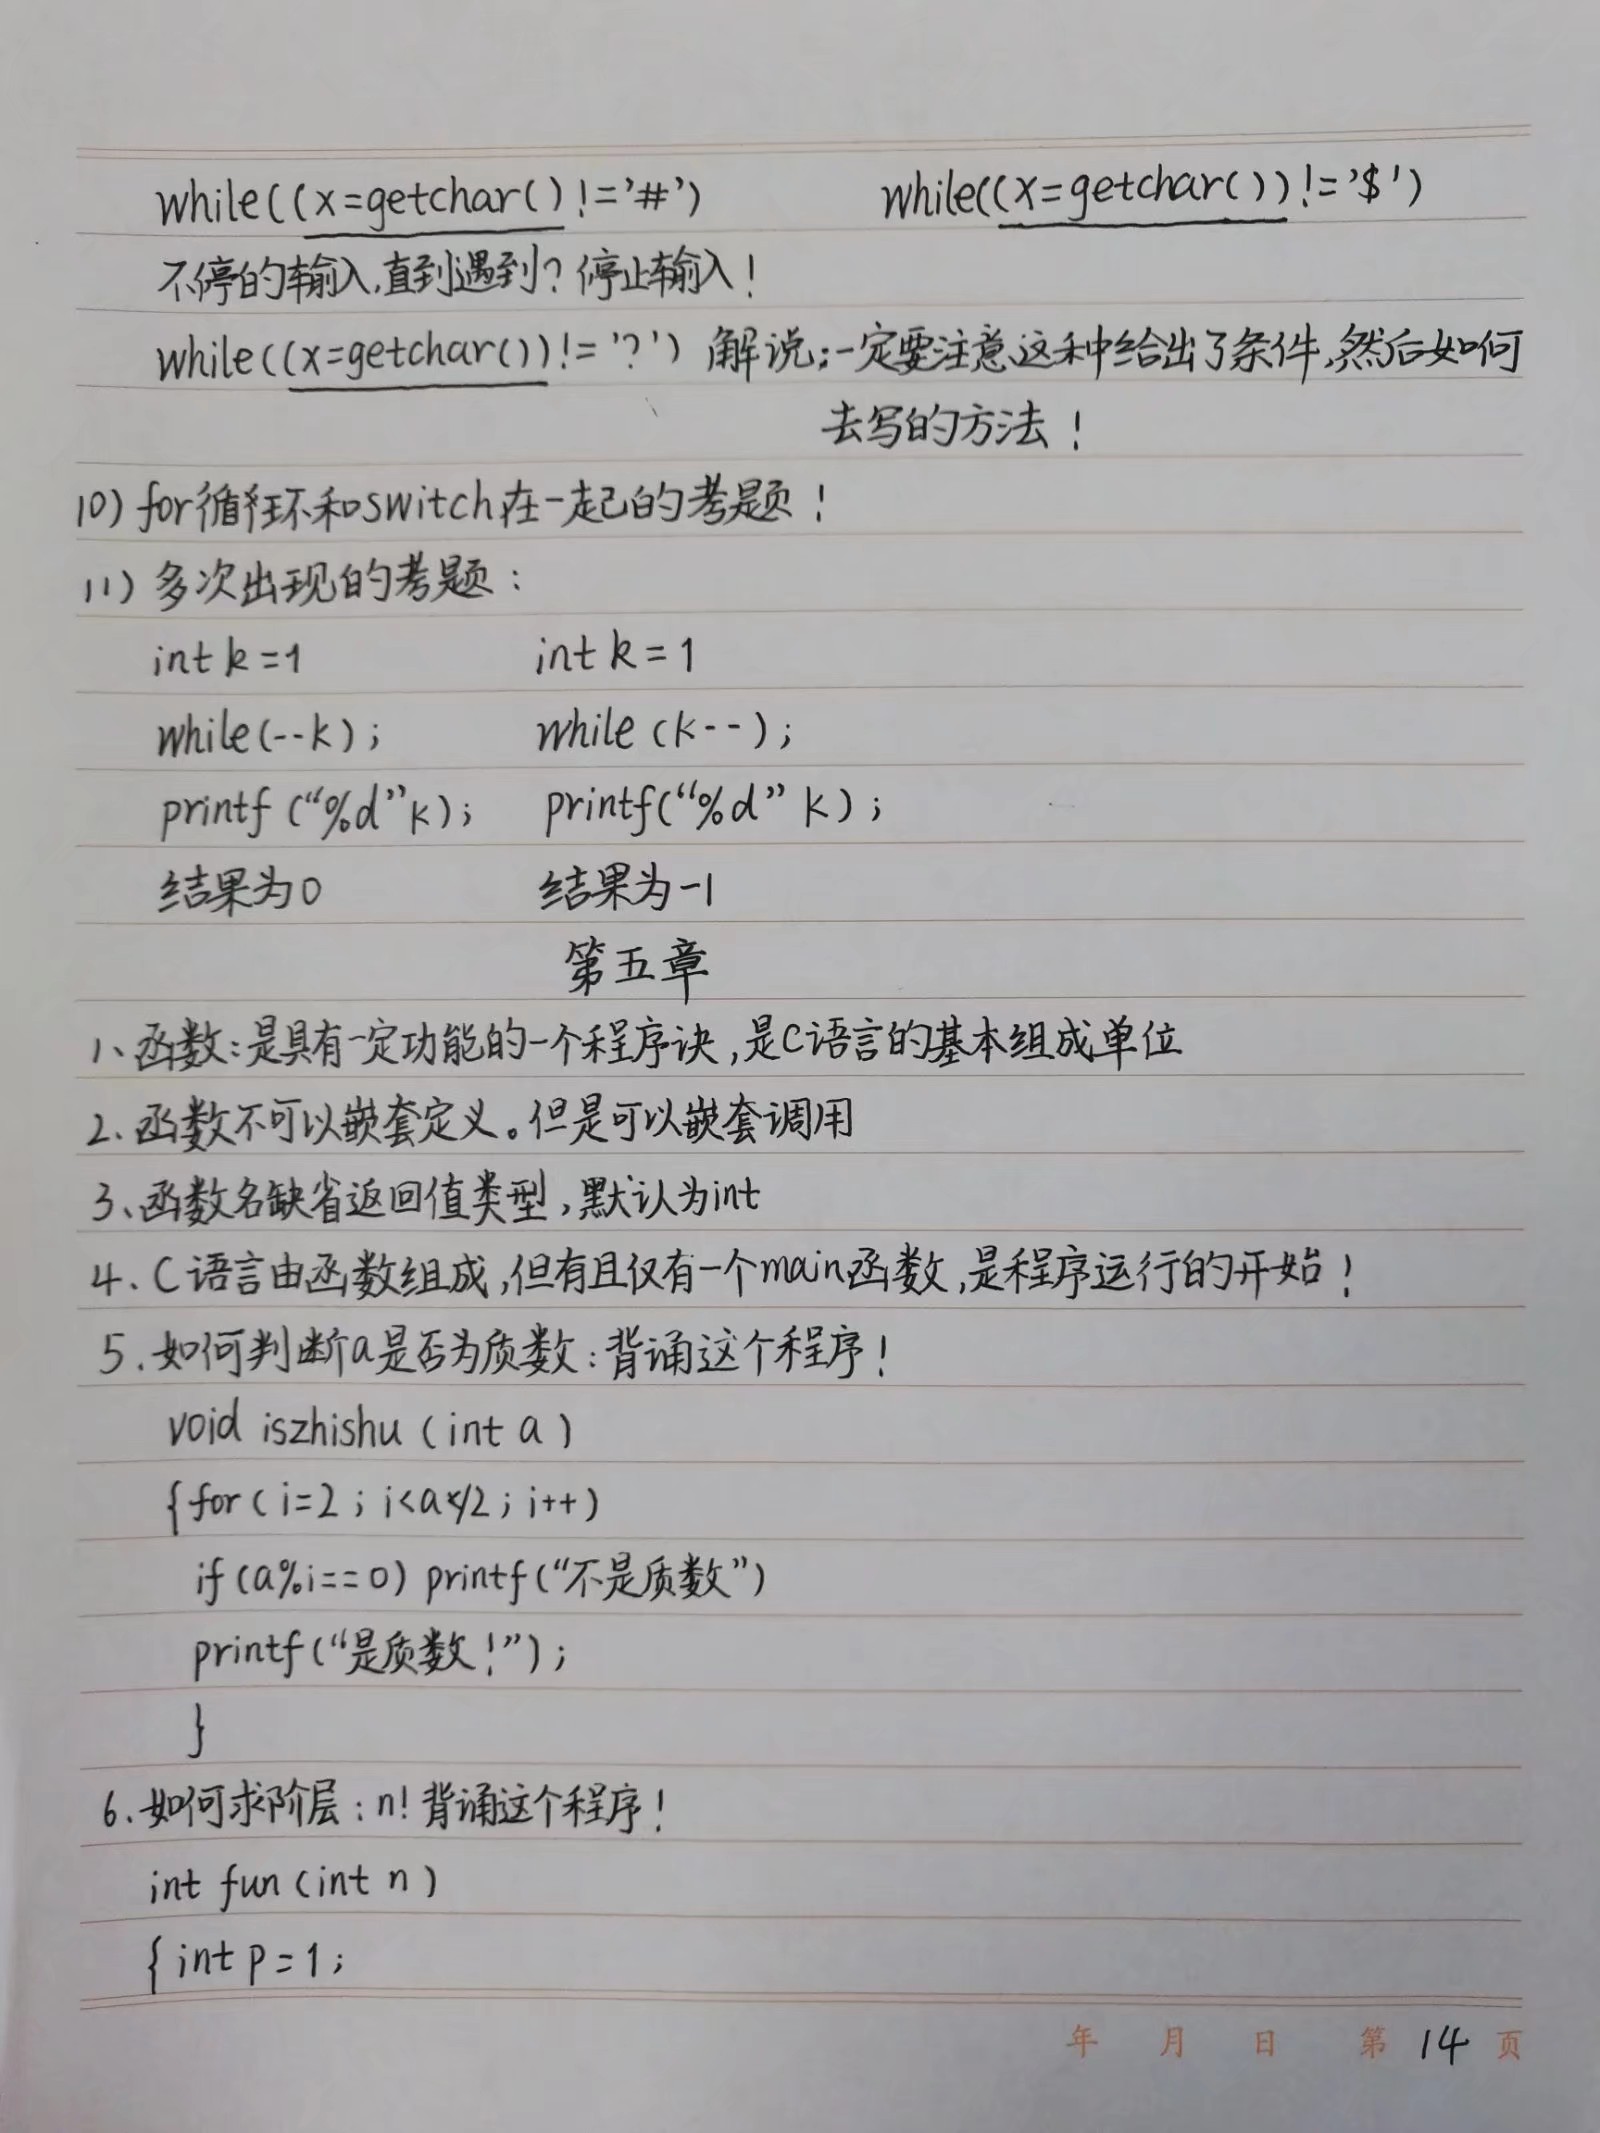 while((x=getchar()!='#') while((x=getchar())!='$')
不停的输入,直到遇到?停止输入!
while((x=getchar())!='?') 解说:一定要注意这种给出了条件,然后如何
去写的方法!
10) for循环和switch在一起的考题!
11) 多次出现的考题:
int k=1 int k=1
while(--k); while(k--);
printf("%d"k); printf("%d"k);
结果为0 结果为-1
第五章
1、函数:是具有一定功能的一个程序诀,是C语言的基本组成单位
2、函数不可以嵌套定义。但是可以嵌套调用
3、函数名缺省返回值类型,默认为int
4、C语言由函数组成,但有且仅有一个main函数,是程序运行的开始!
5.如何判断a是否为质数:背诵这个程序!
void iszhishu(int a)
{for(i=2;i<a/2;i++)
if(a%i==0) printf("不是质数")
printf("是质数!");
}
6.如何求阶层:n!背诵这个程序!
int fun(int n)
{int p=1;
年 月 日 第 14 页